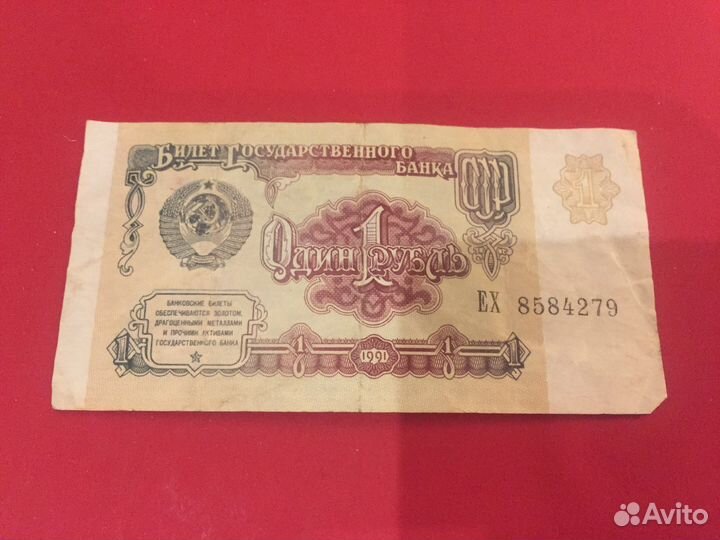 Билет Государственного
Банка
СССР
1
Один 1 Рубль
ЕХ 8584279
БАНКОВСКИЕ БИЛЕТЫ
ОБЕСПЕЧИВАЮТСЯ ЗОЛОТОМ,
ДРАГОЦЕННЫМИ МЕТАЛЛАМИ
И ПРОЧИМИ АКТИВАМИ
ГОСУДАРСТВЕННОГО БАНКА
1 1 1991 1 1
Avito